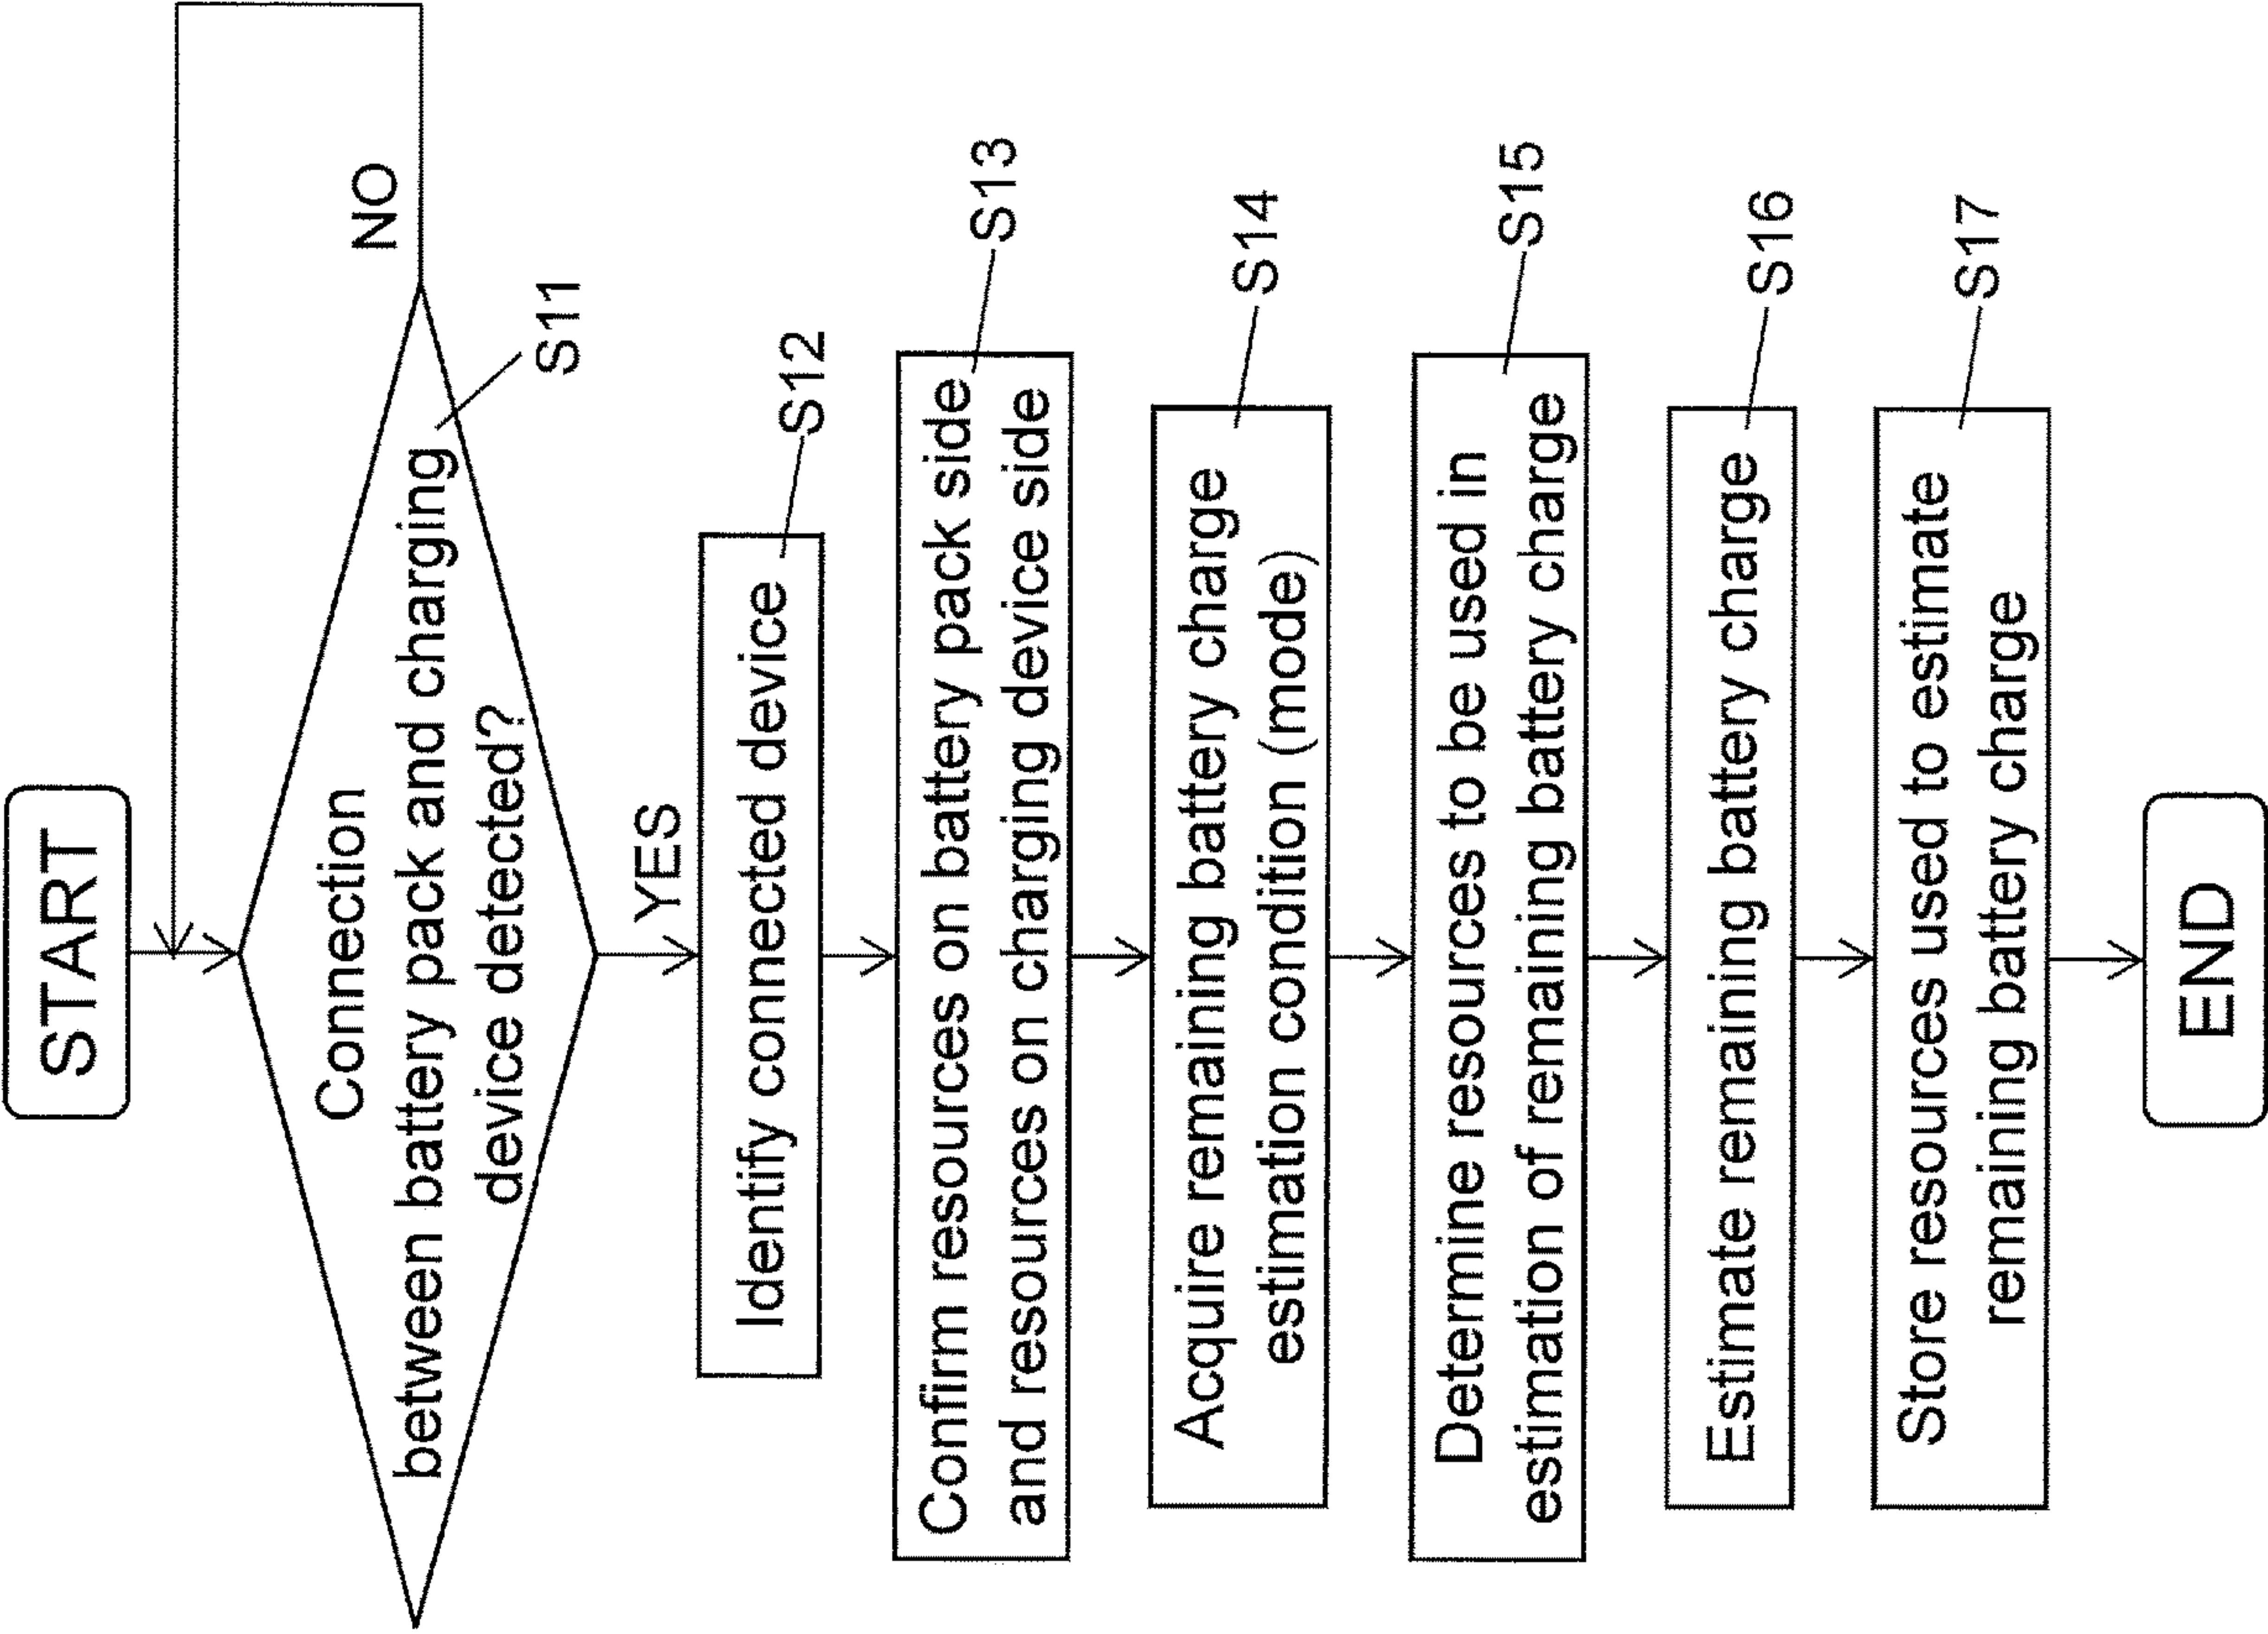 START
Connection
between battery pack and charging
device detected?
S11
NO
YES
Identify connected device
S12
Confirm resources on battery pack side
and resources on charging device side
S13
Acquire remaining battery charge
estimation condition (mode)
S14
Determine resources to be used in
estimation of remaining battery charge
S15
Estimate remaining battery charge
S16
Store resources used to estimate
remaining battery charge
S17
END